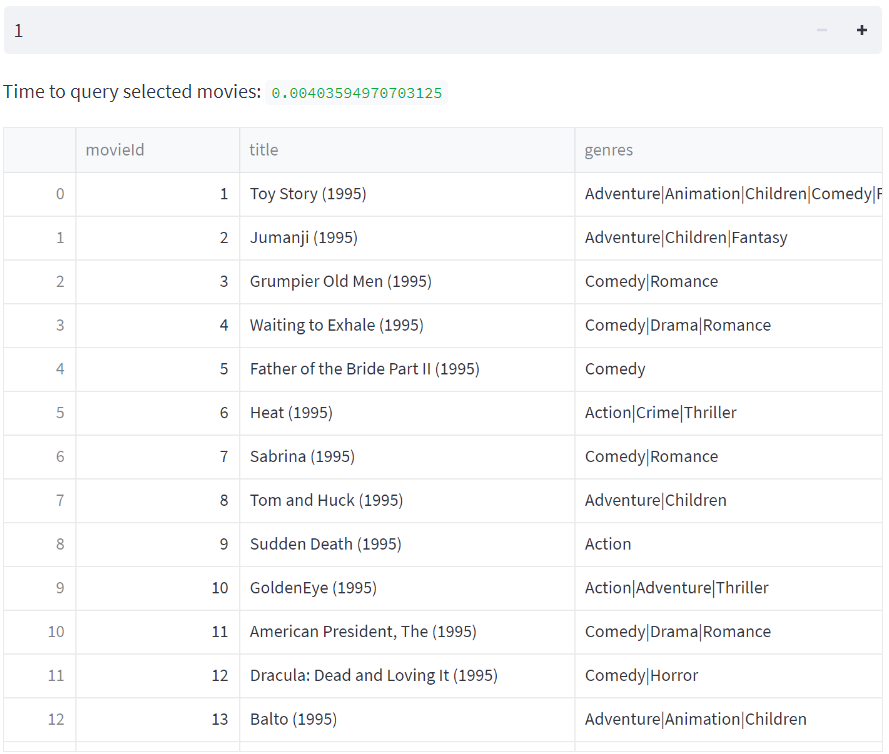 1
Time to query selected movies: 0.00403594970703125
movieId title genres
0 1 Toy Story (1995) Adventure|Animation|Children|Comedy|F
1 2 Jumanji (1995) Adventure|Children|Fantasy
2 3 Grumpier Old Men (1995) Comedy|Romance
3 4 Waiting to Exhale (1995) Comedy|Drama|Romance
4 5 Father of the Bride Part II (1995) Comedy
5 6 Heat (1995) Action|Crime|Thriller
6 7 Sabrina (1995) Comedy|Romance
7 8 Tom and Huck (1995) Adventure|Children
8 9 Sudden Death (1995) Action
9 10 GoldenEye (1995) Action|Adventure|Thriller
10 11 American President, The (1995) Comedy|Drama|Romance
11 12 Dracula: Dead and Loving It (1995) Comedy|Horror
12 13 Balto (1995) Adventure|Animation|Children